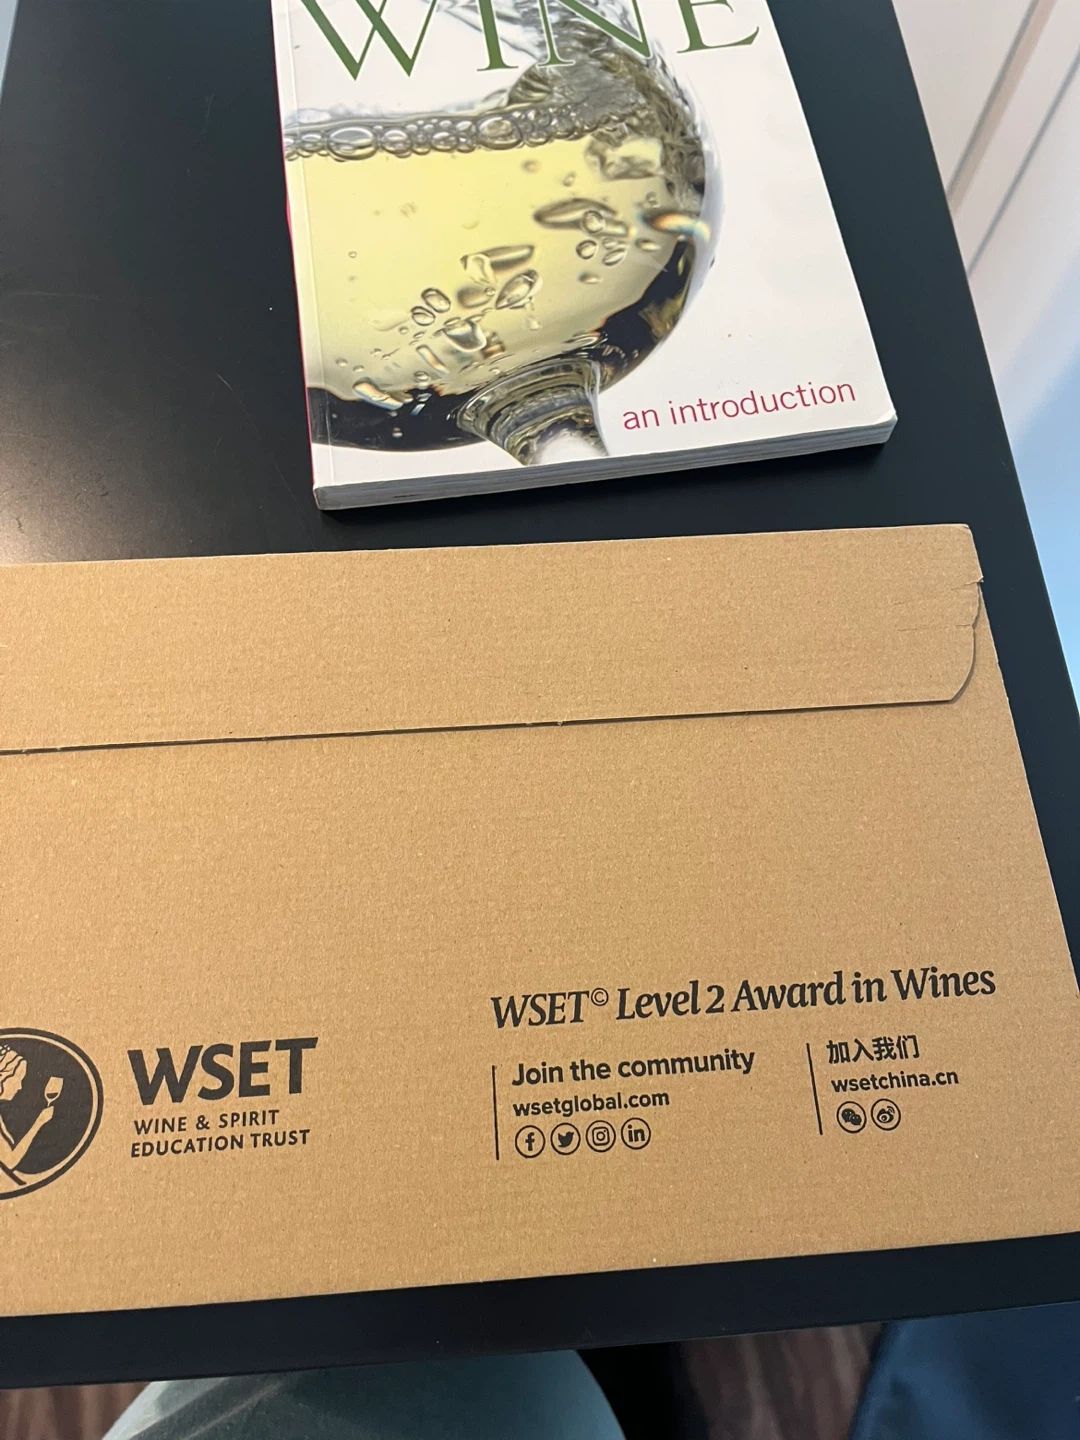 WINE
an introduction
WSET
WINE & SPIRIT
EDUCATION TRUST
WSET© Level 2 Award in Wines
Join the community
wsetglobal.com
加入我们
wsetchina.cn